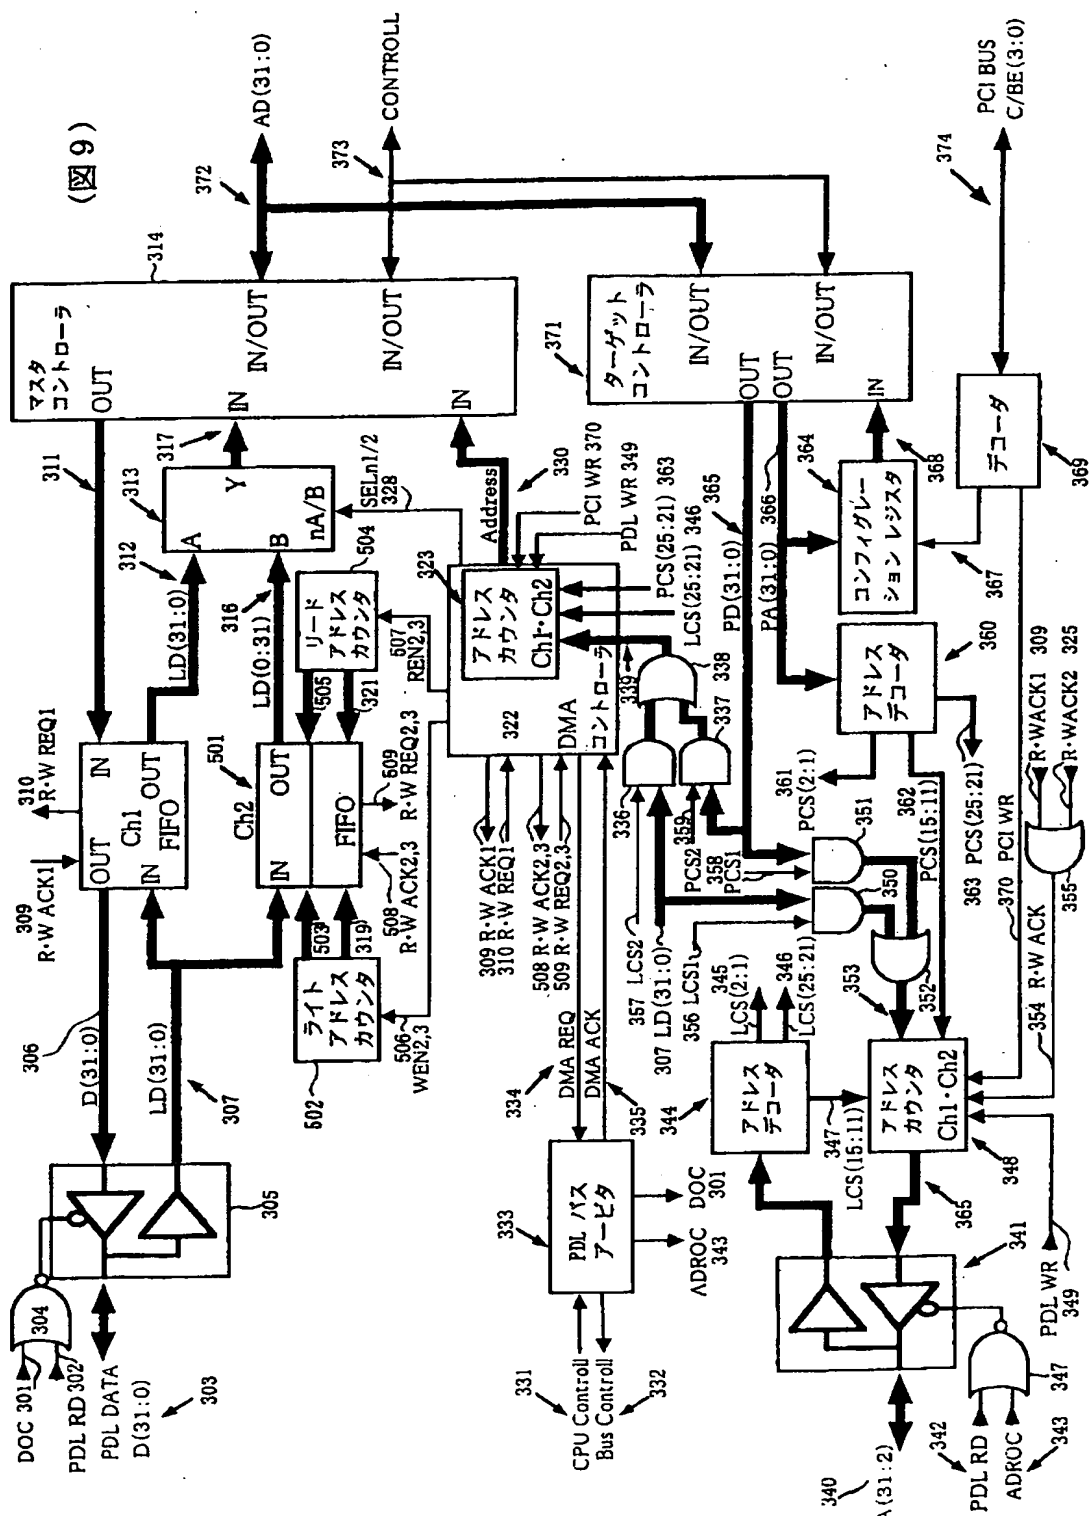 (図9)
DOC 301
PDL RD 302
PDL DATA
D(31:0)
303
304
305
306
D(31:0)
LD(31:0)
307
309
R・W ACK1
310
R・W REQ1
OUT
IN
Ch1
FIFO
IN
OUT
311
312
LD(31:0)
313
A
B
Y
nA/B
317
マスタ
コントローラ
314
OUT
IN
IN/OUT
IN/OUT
IN
372
AD(31:0)
373
CONTROLL
501
Ch2
IN
OUT
FIFO
LD(0:31)
316
リード
アドレス
カウンタ
504
505
321
507
REN2,3
509
R・W REQ2,3
508
R・W ACK2,3
503
319
ライト
アドレス
カウンタ
502
506
WEN2,3
SELn1/2
328
Address
330
323
アドレス
カウンタ
Ch1・Ch2
322
DMA
コントローラ
PCI WR 370
PDL WR 349
PCS(25:21) 363
LCS(25:21) 346
339
338
337
336
309 R・W ACK1
310 R・W REQ1
508 R・W ACK2,3
509 R・W REQ2,3
334
DMA REQ
DMA ACK
335
333
PDL バス
アービタ
331
CPU Controll
Bus Controll
332
ADROC
343
DOC
301
357 LCS2
307 LD(31:0)
356 LCS1
359
PCS2
358
PCS1
365
PD(31:0)
366
PA(31:0)
371
ターゲット
コントローラ
IN/OUT
OUT
OUT
IN/OUT
IN
364
コンフィグレー
ション レジスタ
368
367
PCI BUS
C/BE(3:0)
374
デコーダ
369
360
アドレス
デコーダ
361
PCS(2:1)
362
PCS(15:11)
363 PCS(25:21)
370 PCI WR
R・WACK1 309
R・WACK2 325
355
354 R・W ACK
351
350
352
353
344
アドレス
デコーダ
345
LCS(2:1)
346
LCS(25:21)
347
LCS(15:11)
アドレス
カウンタ
Ch1・Ch2
348
365
341
340
A(31:2)
342
PDL RD
ADROC
343
347
PDL WR
349